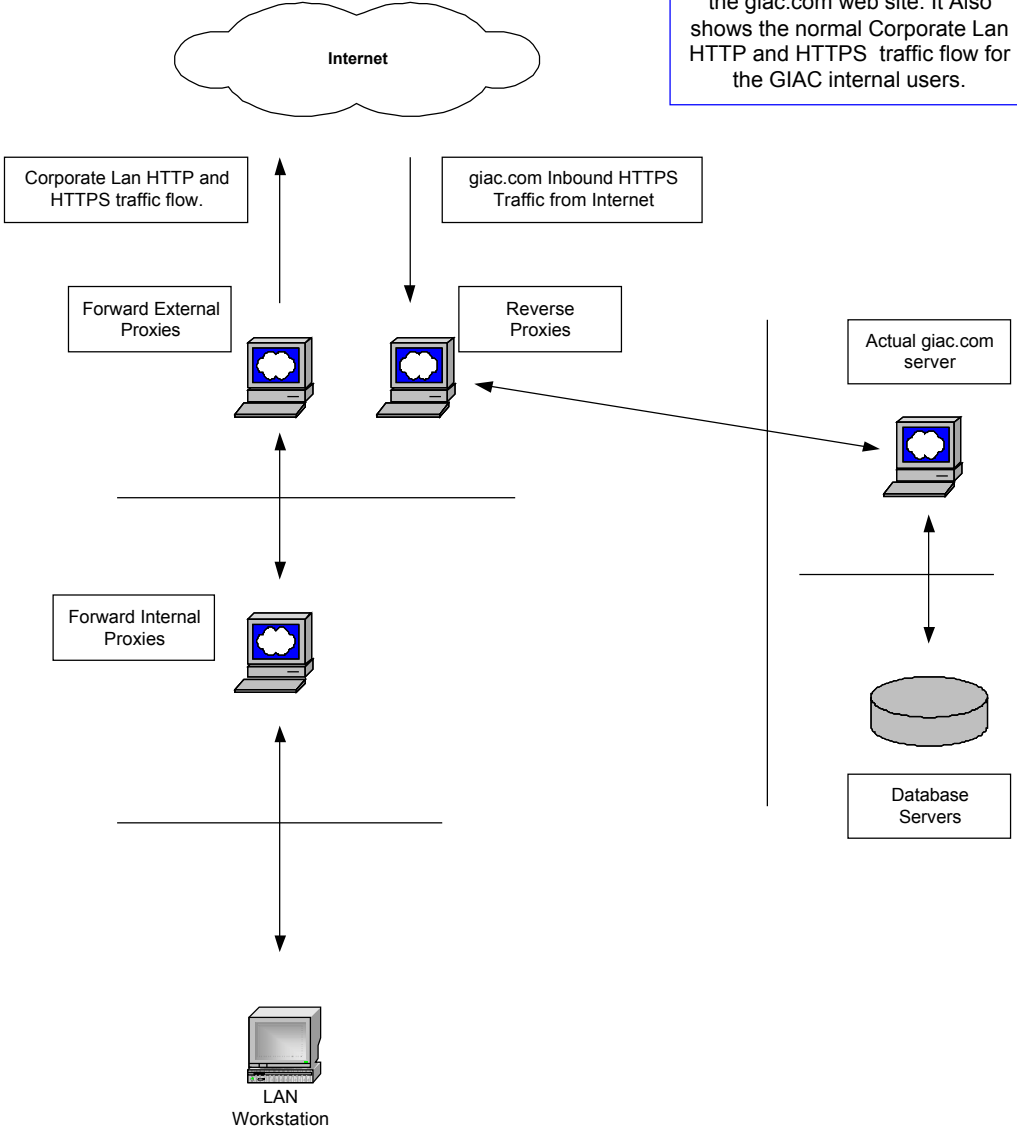 the giac.com web site. It Also
shows the normal Corporate Lan
HTTP and HTTPS traffic flow for
the GIAC internal users.
Internet
Corporate Lan HTTP and
HTTPS traffic flow.
giac.com Inbound HTTPS
Traffic from Internet
Forward External
Proxies
Reverse
Proxies
Actual giac.com
server
Forward Internal
Proxies
Database
Servers
LAN
Workstation